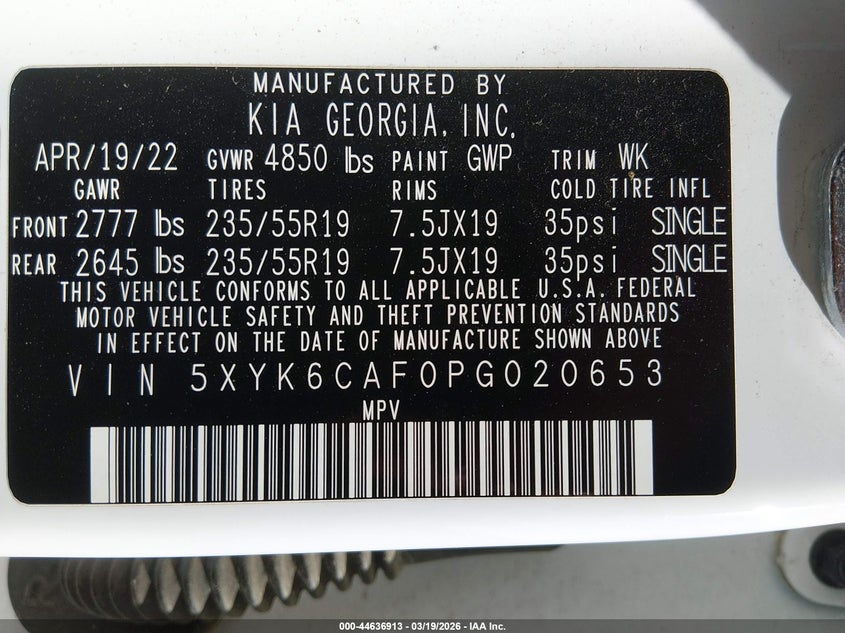 MANUFACTURED BY
KIA GEORGIA, INC.
APR/19/22 GVWR 4850 lbs PAINT GWP TRIM WK
GAWR TIRES RIMS COLD TIRE INFL
FRONT 2777 lbs 235/55R19 7.5JX19 35psi SINGLE
REAR 2645 lbs 235/55R19 7.5JX19 35psi SINGLE
THIS VEHICLE CONFORMS TO ALL APPLICABLE U.S.A. FEDERAL
MOTOR VEHICLE SAFETY AND THEFT PREVENTION STANDARDS
IN EFFECT ON THE DATE OF MANUFACTURE SHOWN ABOVE
VIN 5XYK6CAF0PG020653
MPV
000-44636913 - 03/19/2026 - IAA Inc.